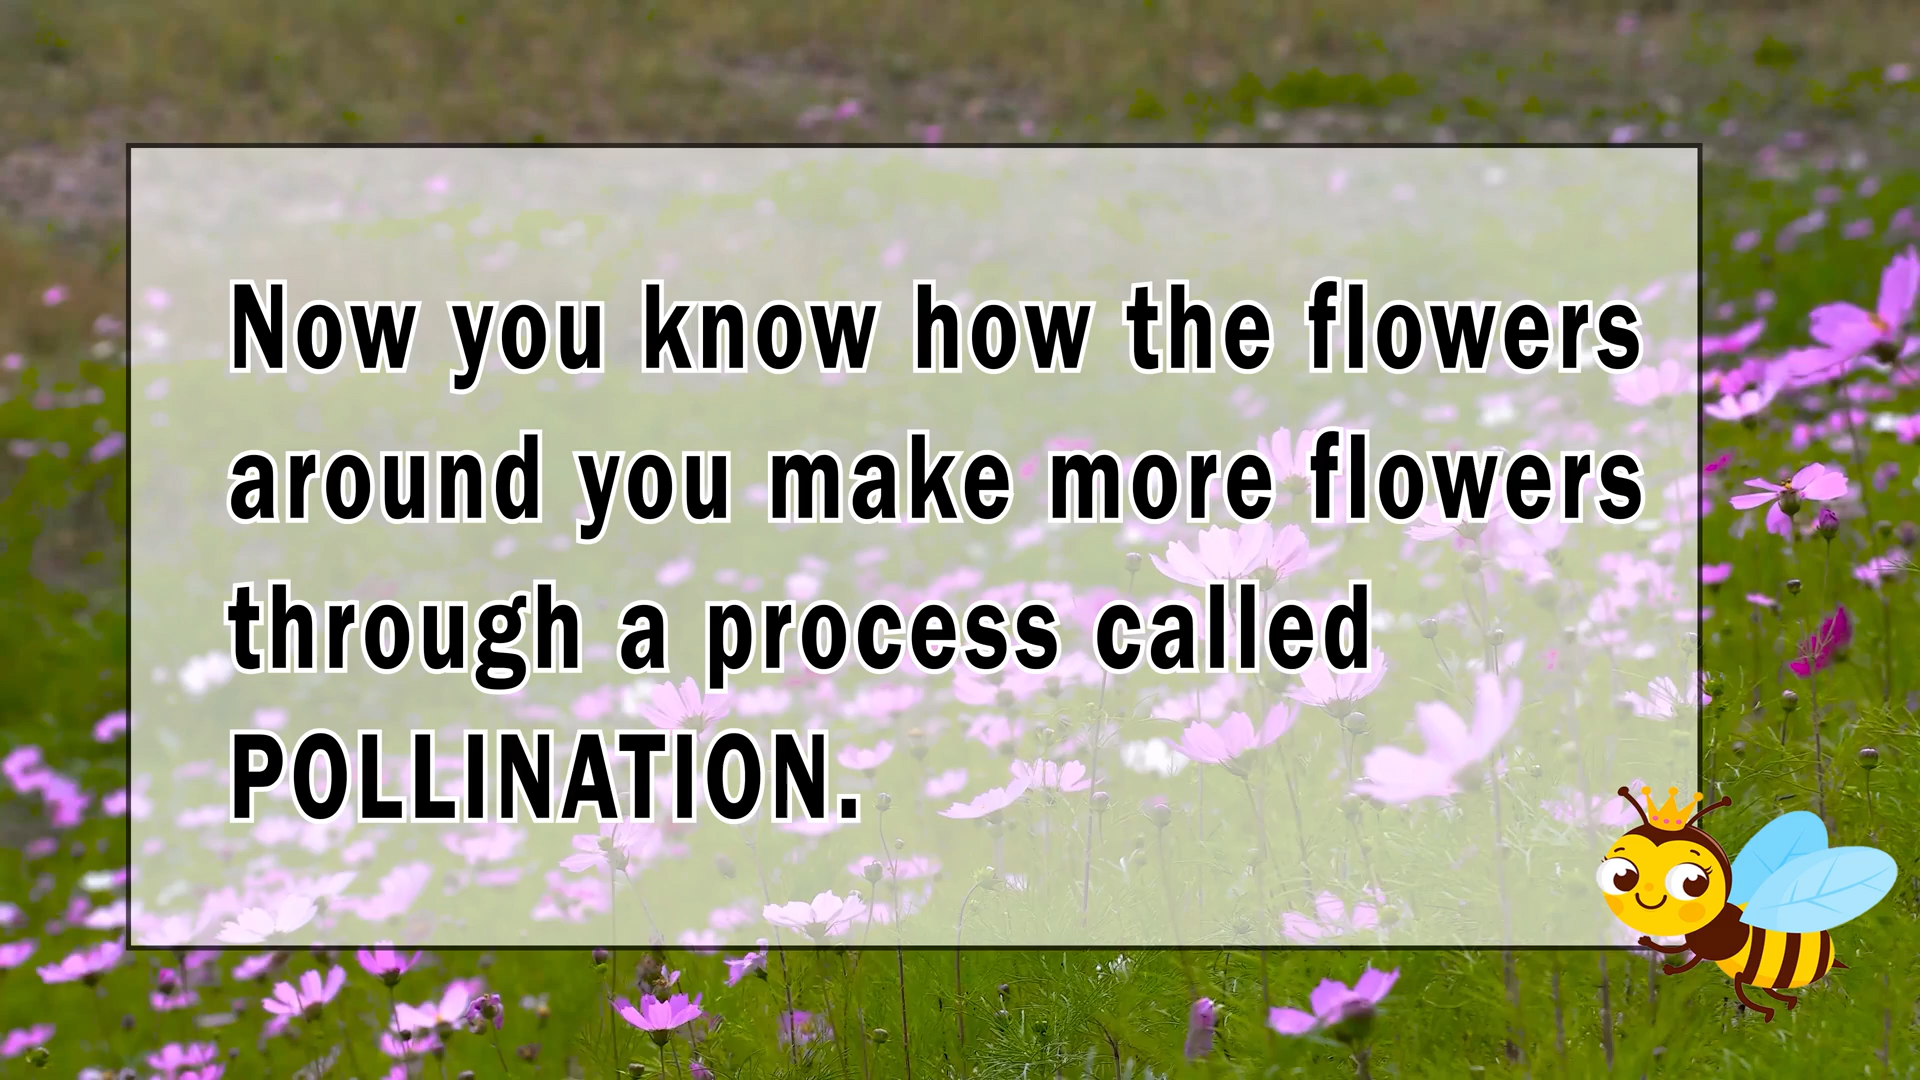 Now you know how the flowers
around you make more flowers
through a process called
POLLINATION.